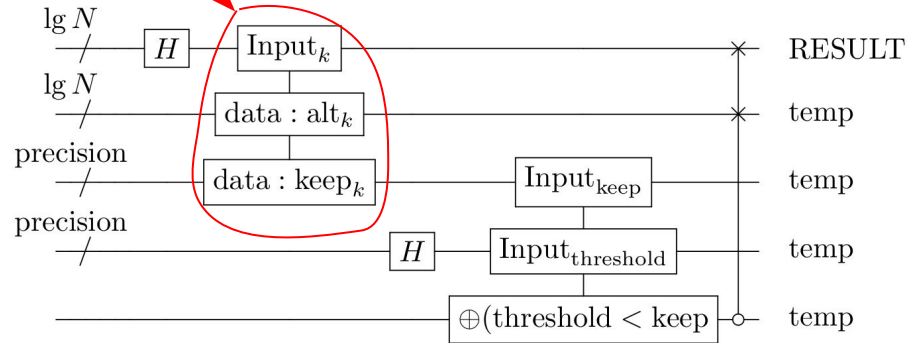 lg N
H Input_k RESULT
lg N
data : alt_k temp
precision
data : keep_k Input_keep temp
precision
H Input_threshold temp
⊕(threshold < keep temp